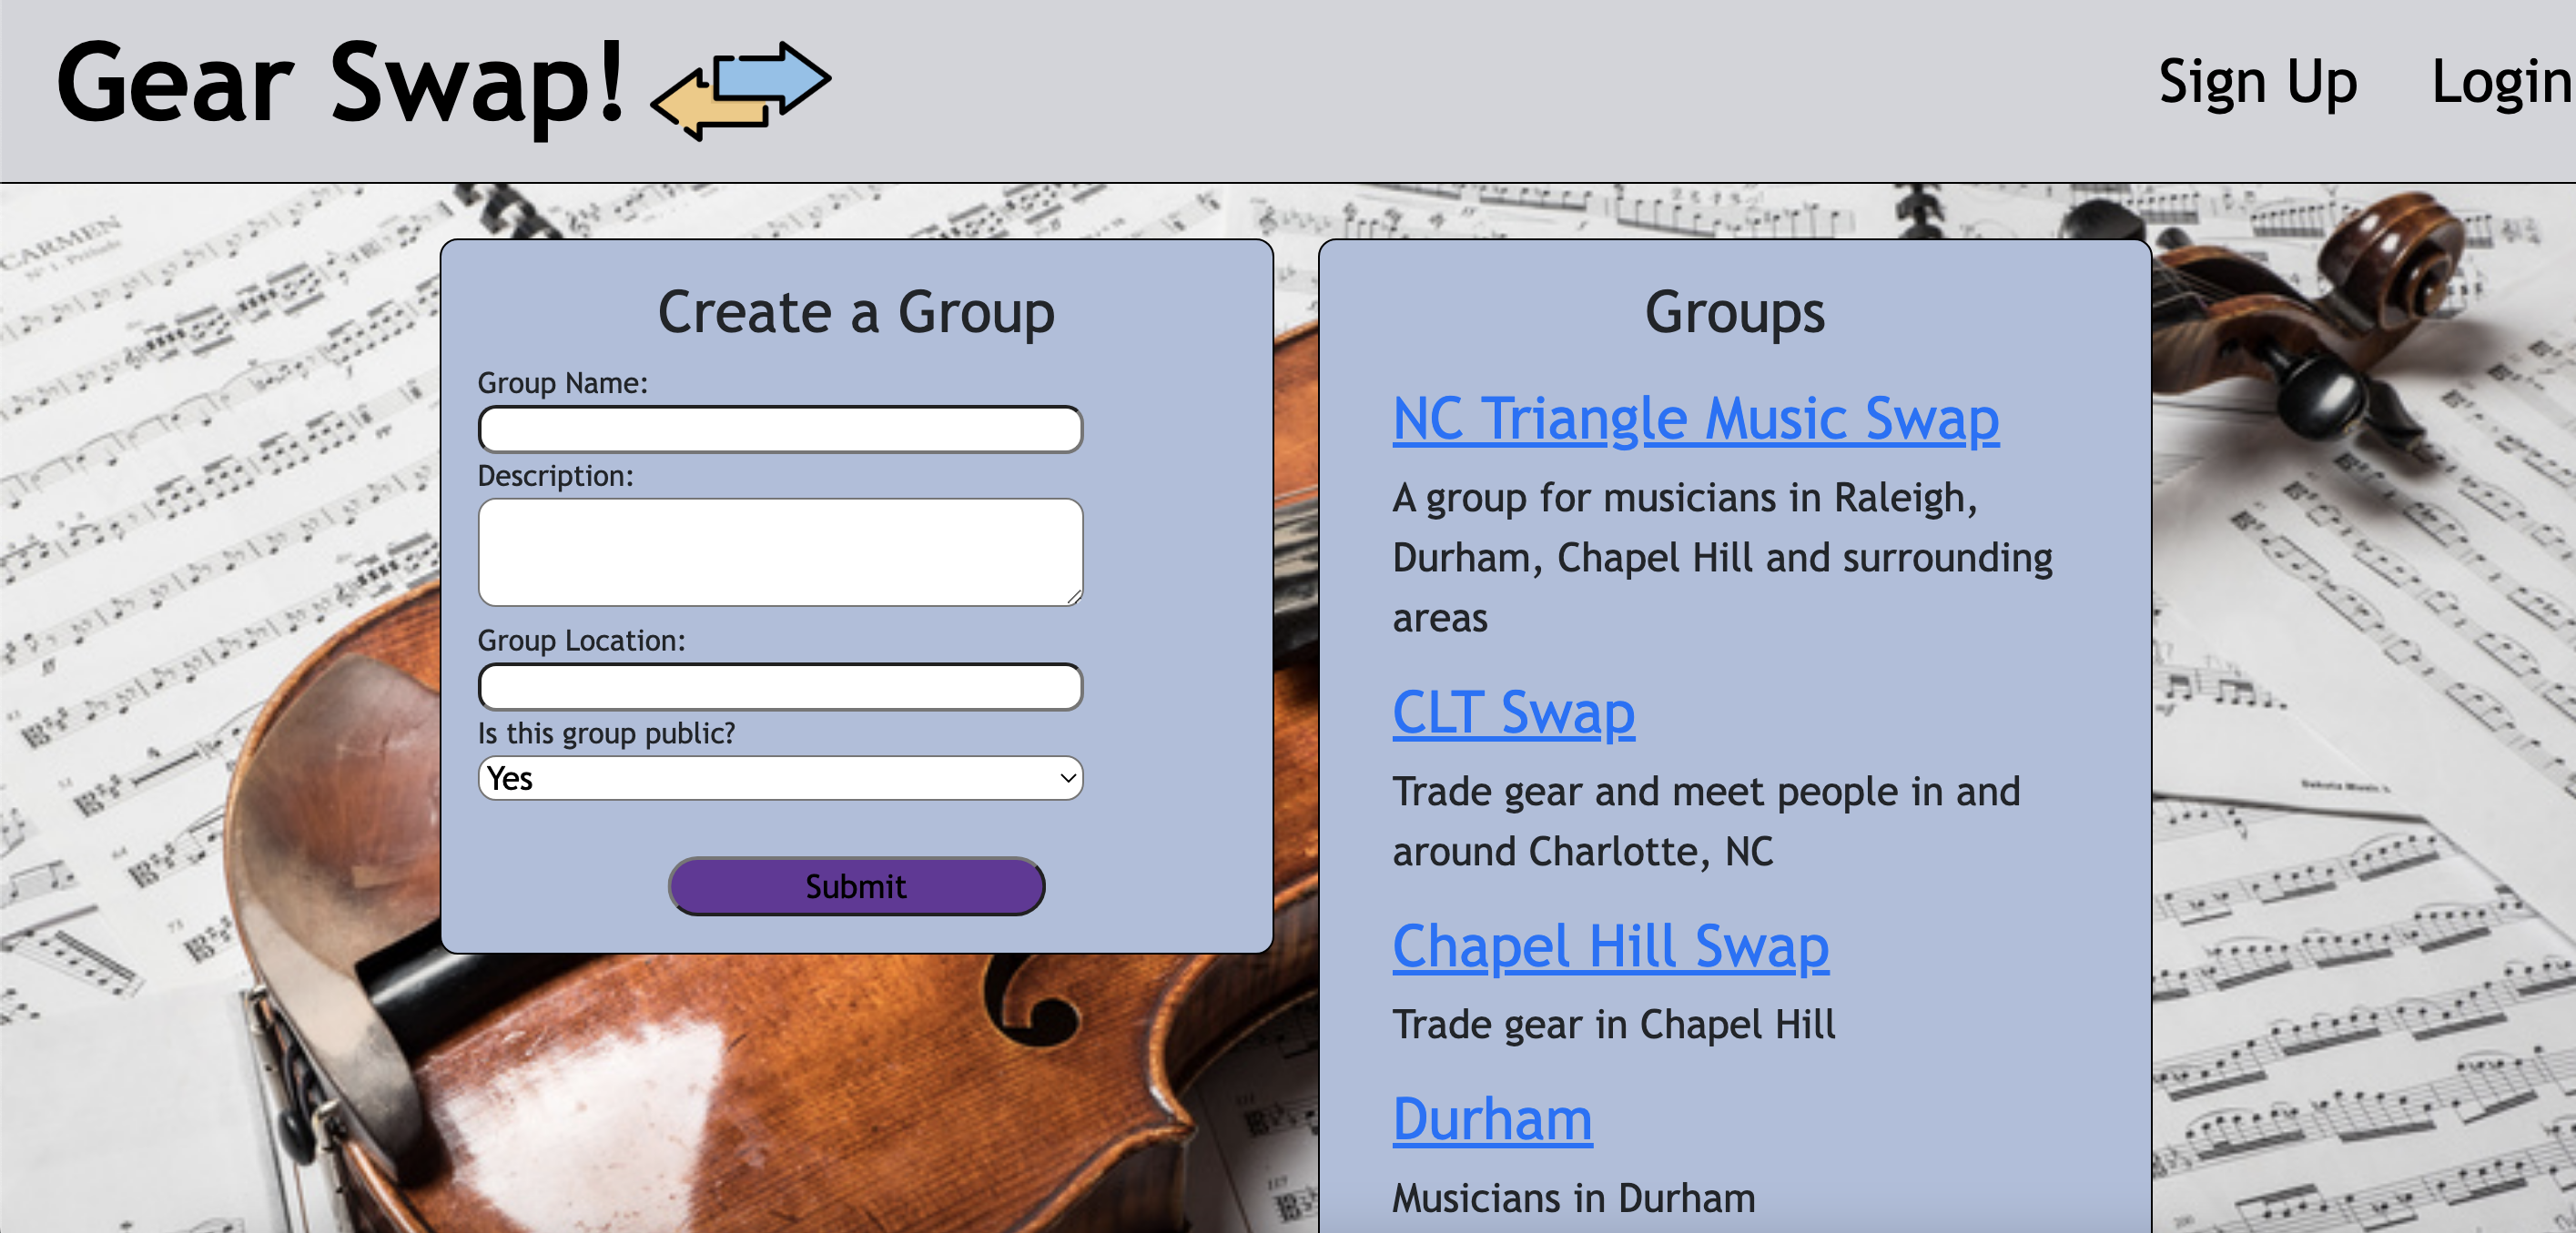 Gear Swap!
Sign Up
Login
CARMEN
Nº 1. Prélude
Create a Group
Group Name:
Description:
Group Location:
Is this group public?
Yes
Submit
Groups
NC Triangle Music Swap
A group for musicians in Raleigh,
Durham, Chapel Hill and surrounding
areas
CLT Swap
Trade gear and meet people in and
around Charlotte, NC
Chapel Hill Swap
Trade gear in Chapel Hill
Durham
Musicians in Durham